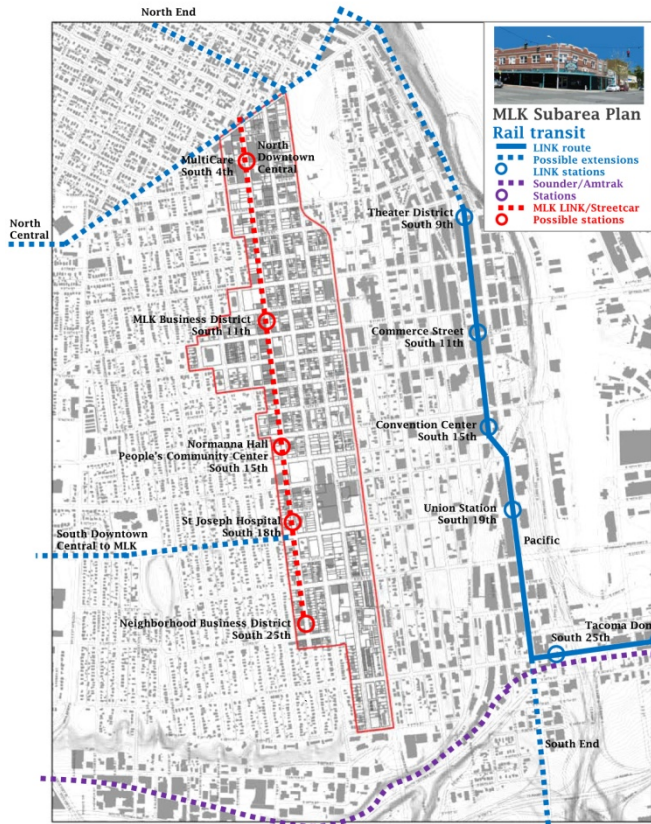 North End
MLK Subarea Plan
Rail transit
LINK route
Possible extensions
LINK stations
Sounder/Amtrak
Stations
MLK LINK/Streetcar
Possible stations
MultiCare
South 4th
North
Downtown
Central
North
Central
Theater District
South 9th
MLK Business District
South 11th
Commerce Street
South 11th
Convention Center
South 15th
Normanna Hall
People's Community Center
South 15th
Union Station
South 19th
St Joseph Hospital
South 18th
South Downtown
Central to MLK
Pacific
Neighborhood Business District
South 25th
Tacoma Dom
South 25th
South End